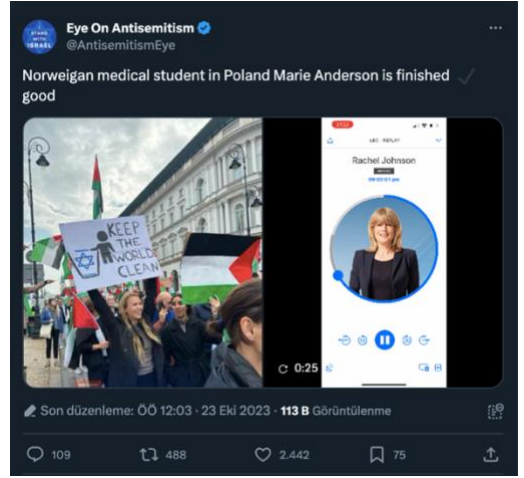 I STAND WITH ISRAEL
Eye On Antisemitism
@AntisemitismEye
Norweigan medical student in Poland Marie Anderson is finished
good
KEEP
THE
WORLD
CLEAN
LBC · REPLAY
Rachel Johnson
0:25
Son düzenleme: ÖÖ 12:03 · 23 Eki 2023 · 113 B Görüntülenme
109
488
2.442
75